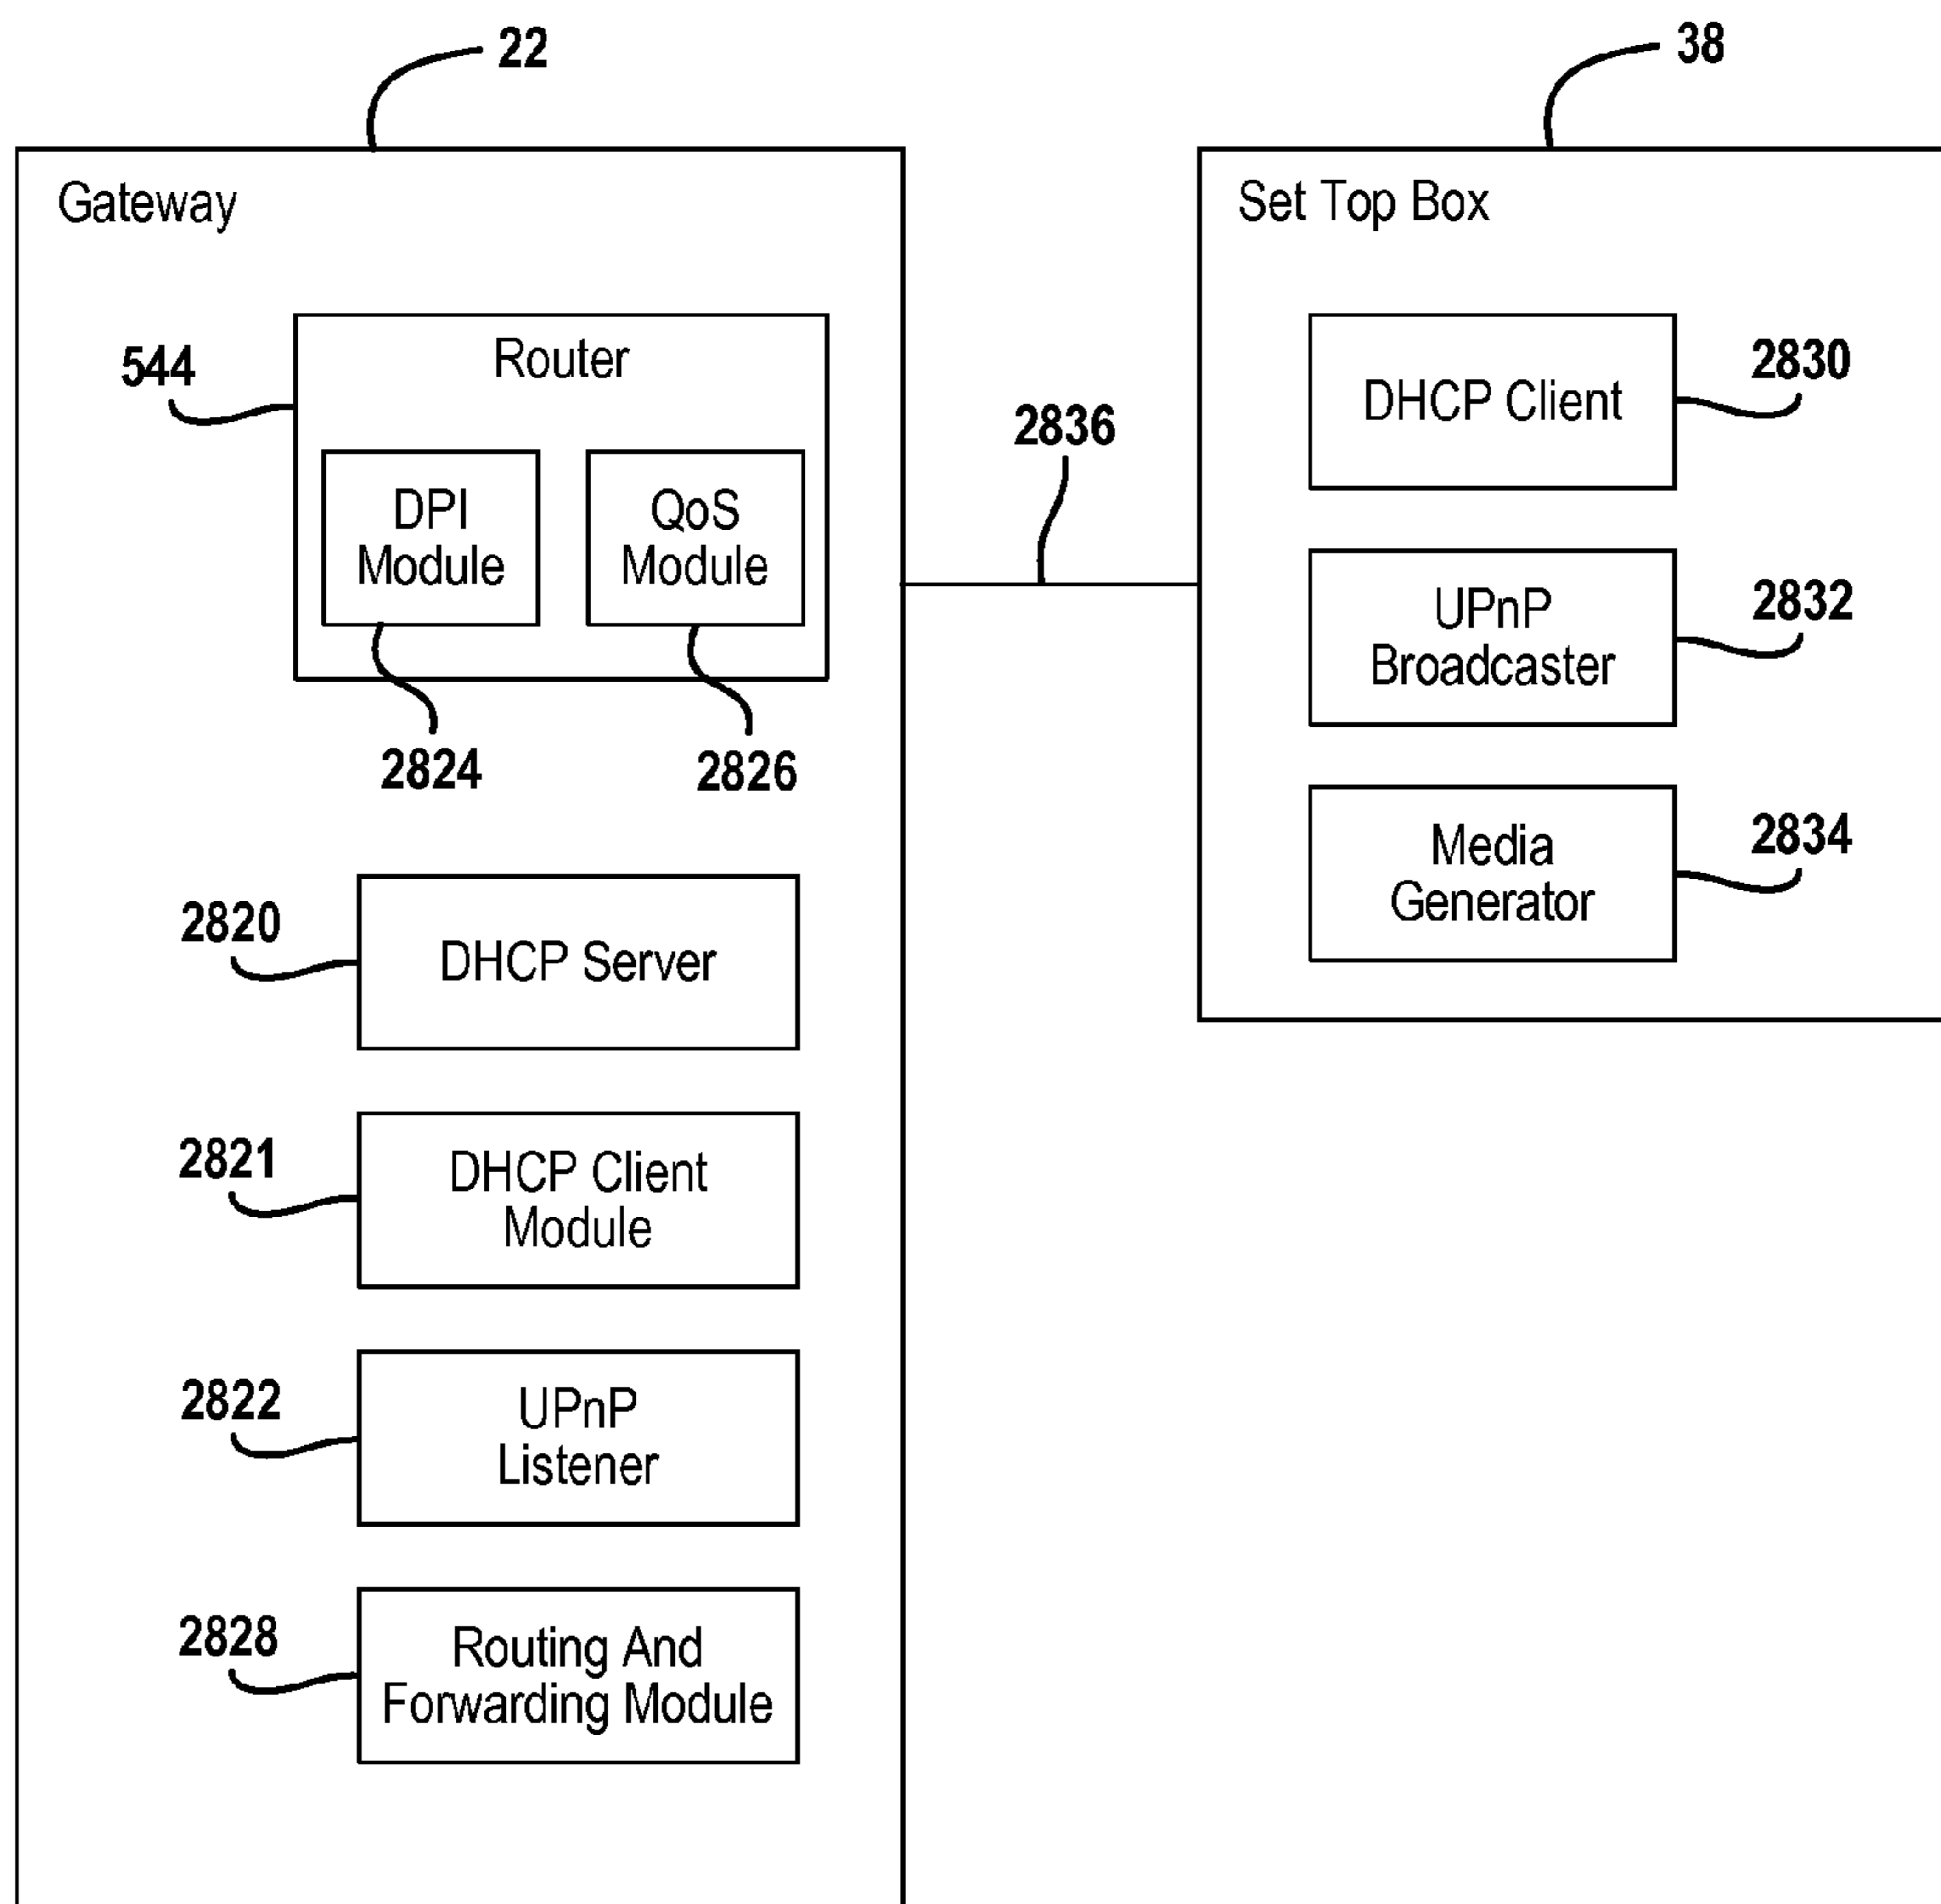 22
38
Gateway
Set Top Box
544
Router
DPI
Module
QoS
Module
2824
2826
2836
DHCP Client
2830
UPnP
Broadcaster
2832
Media
Generator
2834
2820
DHCP Server
2821
DHCP Client
Module
2822
UPnP
Listener
2828
Routing And
Forwarding Module